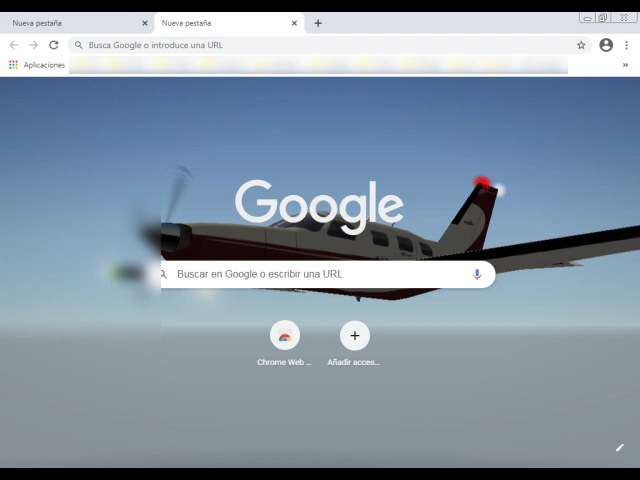 Nueva pestaña
Nueva pestaña
Busca Google o introduce una URL
Aplicaciones
Google
Buscar en Google o escribir una URL
Chrome Web ...
Añadir acces...